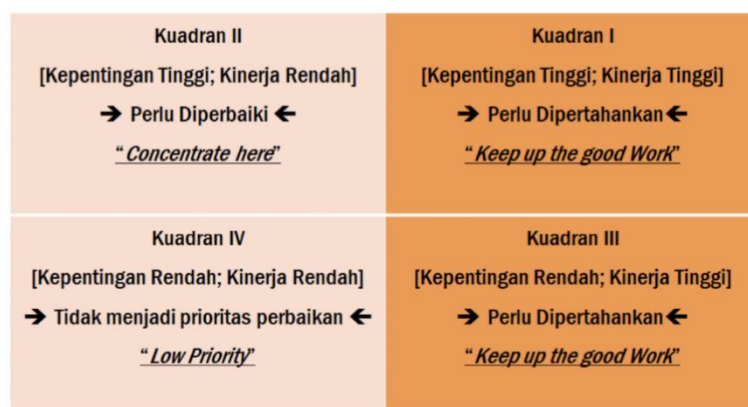 Kuadran II
[Kepentingan Tinggi; Kinerja Rendah]
➔ Perlu Diperbaiki 🡸
“Concentrate here”
Kuadran I
[Kepentingan Tinggi; Kinerja Tinggi]
➔ Perlu Dipertahankan 🡸
“Keep up the good Work”
Kuadran IV
[Kepentingan Rendah; Kinerja Rendah]
➔ Tidak menjadi prioritas perbaikan 🡸
“Low Priority”
Kuadran III
[Kepentingan Rendah; Kinerja Tinggi]
➔ Perlu Dipertahankan 🡸
“Keep up the good Work”